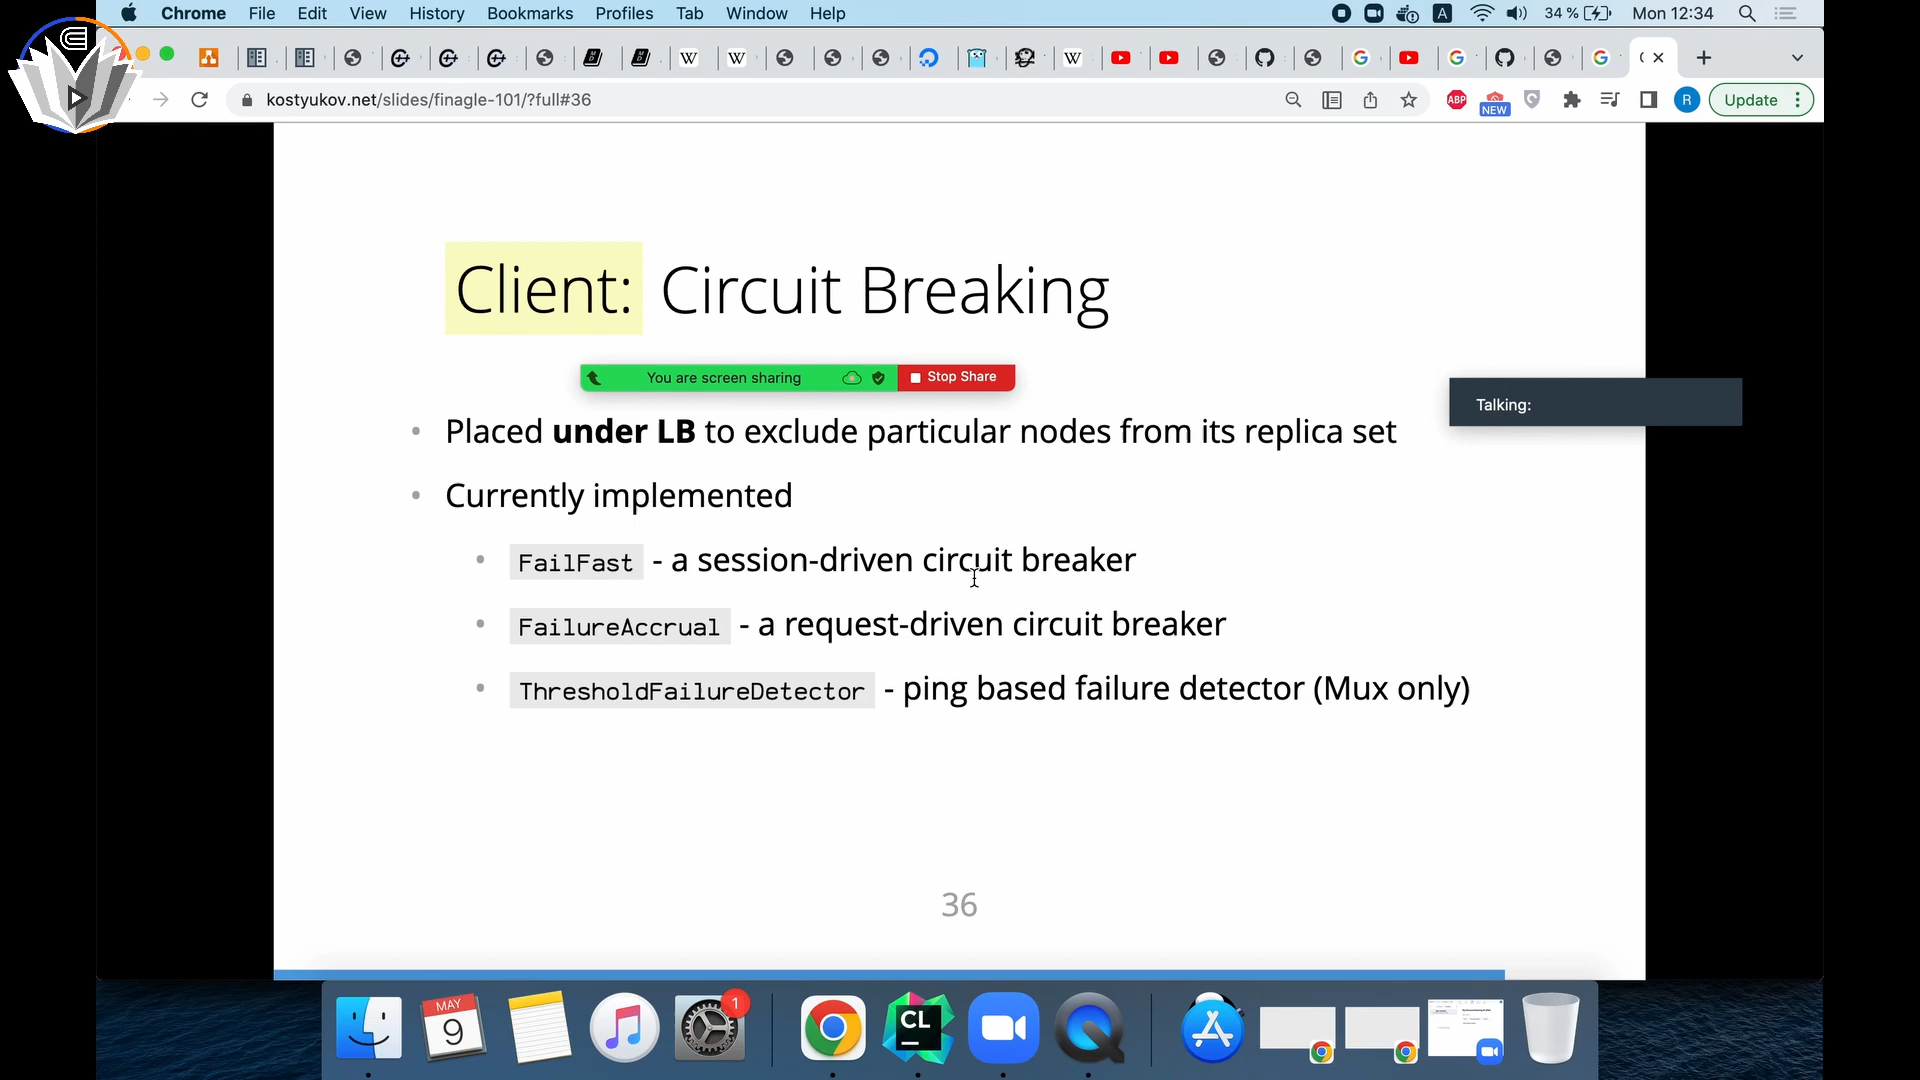 Chrome File Edit View History Bookmarks Profiles Tab Window Help A 34 % Mon 12:34
kostyukov.net/slides/finagle-101/?full#36 ABP NEW R Update
Client: Circuit Breaking
You are screen sharing Stop Share
Talking:
Placed under LB to exclude particular nodes from its replica set
Currently implemented
FailFast - a session-driven circuit breaker
FailureAccrual - a request-driven circuit breaker
ThresholdFailureDetector - ping based failure detector (Mux only)
36
MAY
9
1
CL